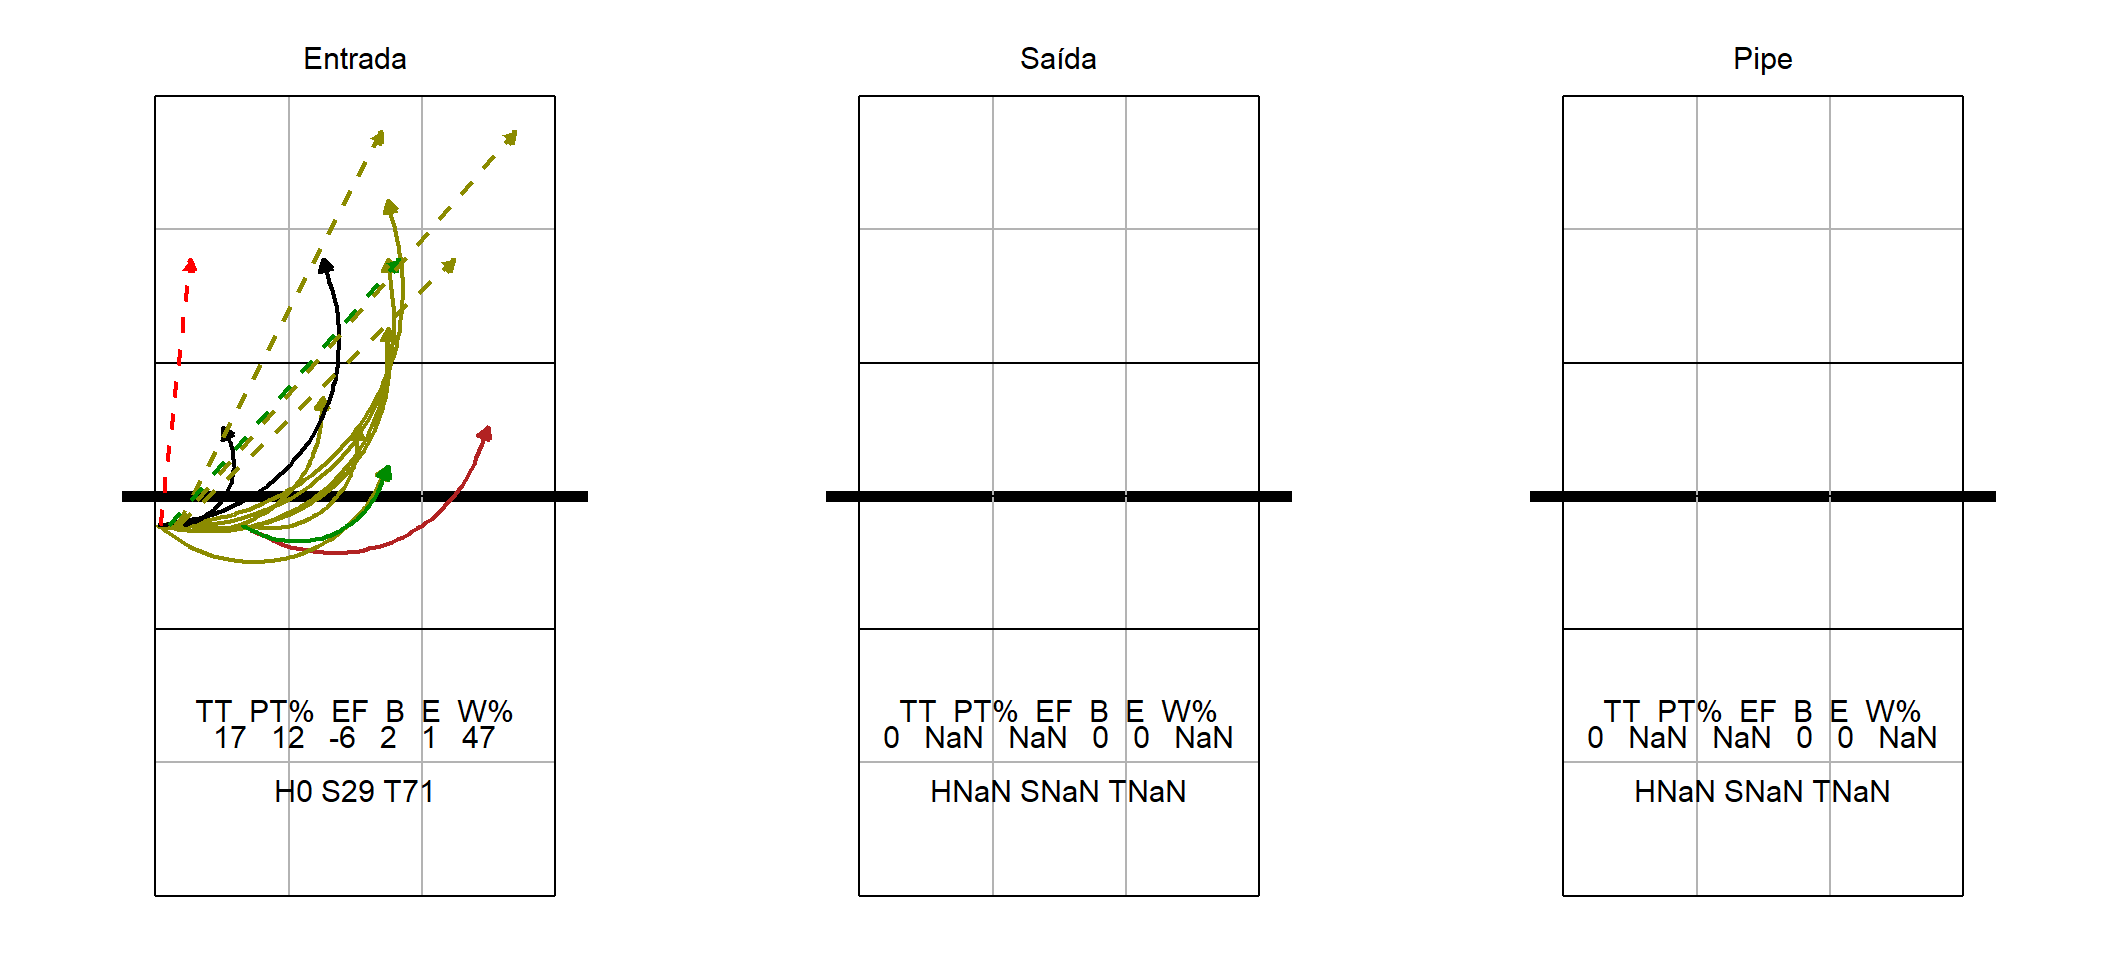 Entrada
TT PT% EF B E W%
17 12 -6 2 1 47
H0 S29 T71
Saída
TT PT% EF B E W%
0 NaN NaN 0 0 NaN
HNaN SNaN TNaN
Pipe
TT PT% EF B E W%
0 NaN NaN 0 0 NaN
HNaN SNaN TNaN